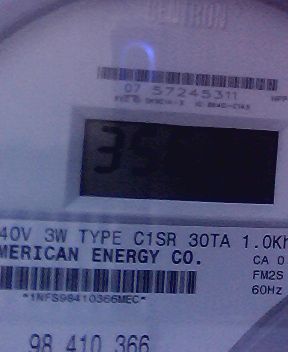 CENTRON
07 57245311
35
40V 3W TYPE C1SR 30TA 1.0Kh
MERICAN ENERGY CO.
CA 0
FM2S
60Hz
*1NFS98410366MEC*
98 410 366